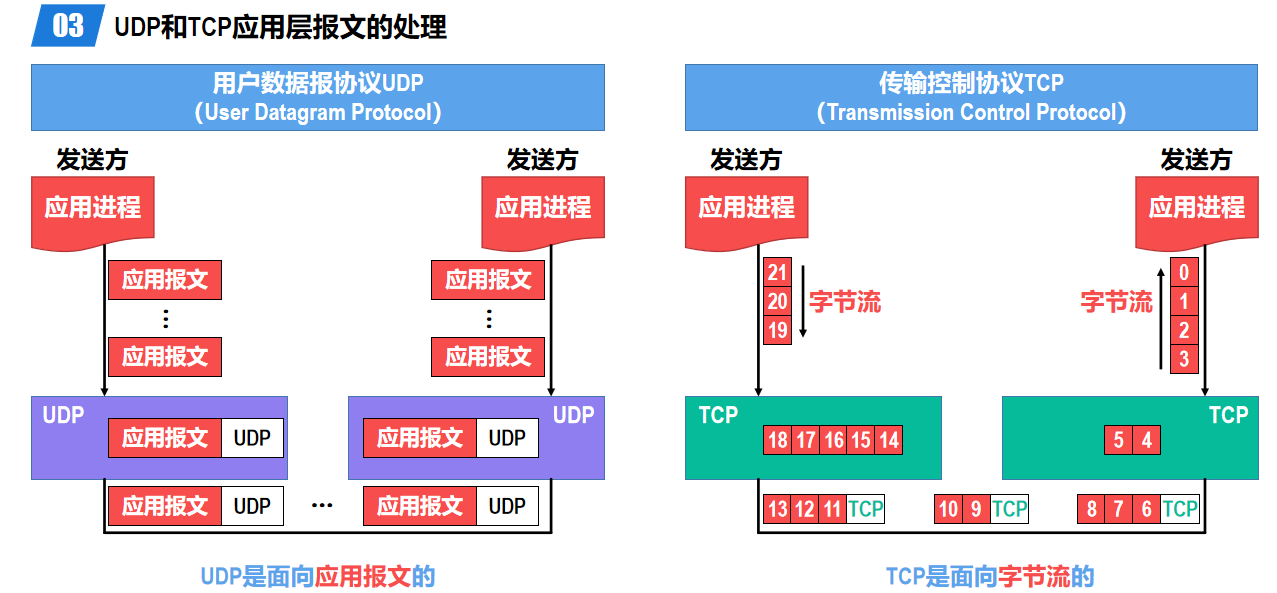 03 UDP和TCP应用层报文的处理
用户数据报协议UDP
（User Datagram Protocol）
发送方 发送方
应用进程 应用进程
应用报文 应用报文
⋮ ⋮
应用报文 应用报文
UDP UDP
应用报文 UDP 应用报文 UDP
应用报文 UDP … 应用报文 UDP
UDP是面向应用报文的
传输控制协议TCP
（Transmission Control Protocol）
发送方 发送方
应用进程 应用进程
21
20
19
字节流
字节流
0
1
2
3
TCP TCP
18 17 16 15 14
5 4
13 12 11 TCP 10 9 TCP 8 7 6 TCP
TCP是面向字节流的